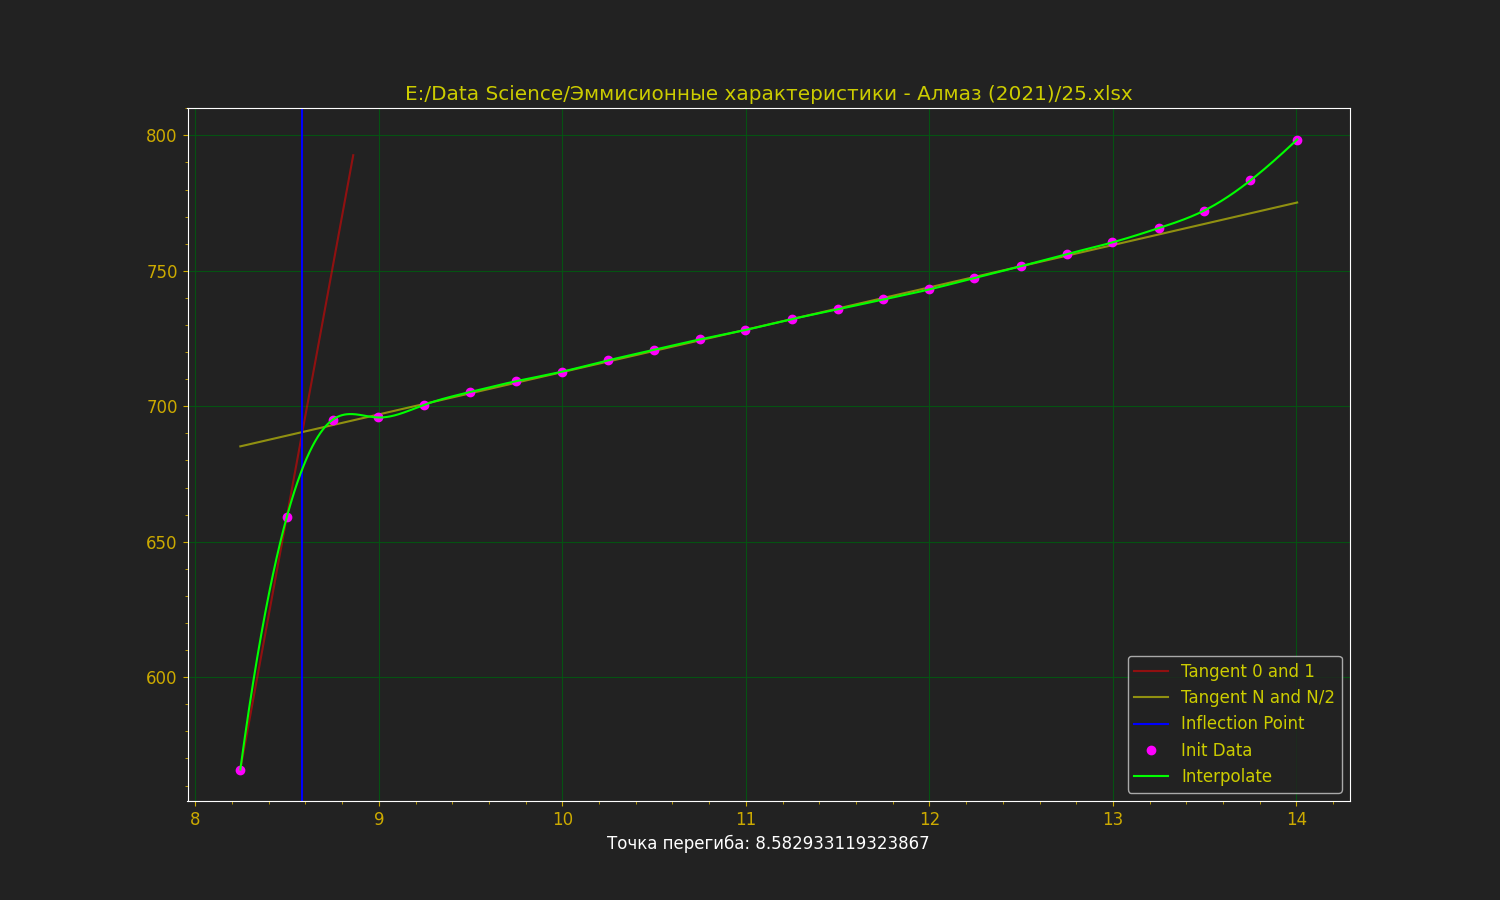 E:/Data Science/Эммисионные характеристики - Алмаз (2021)/25.xlsx
800
750
700
650
600
Tangent 0 and 1
Tangent N and N/2
Inflection Point
Init Data
Interpolate
8 9 10 11 12 13 14
Точка перегиба: 8.582933119323867